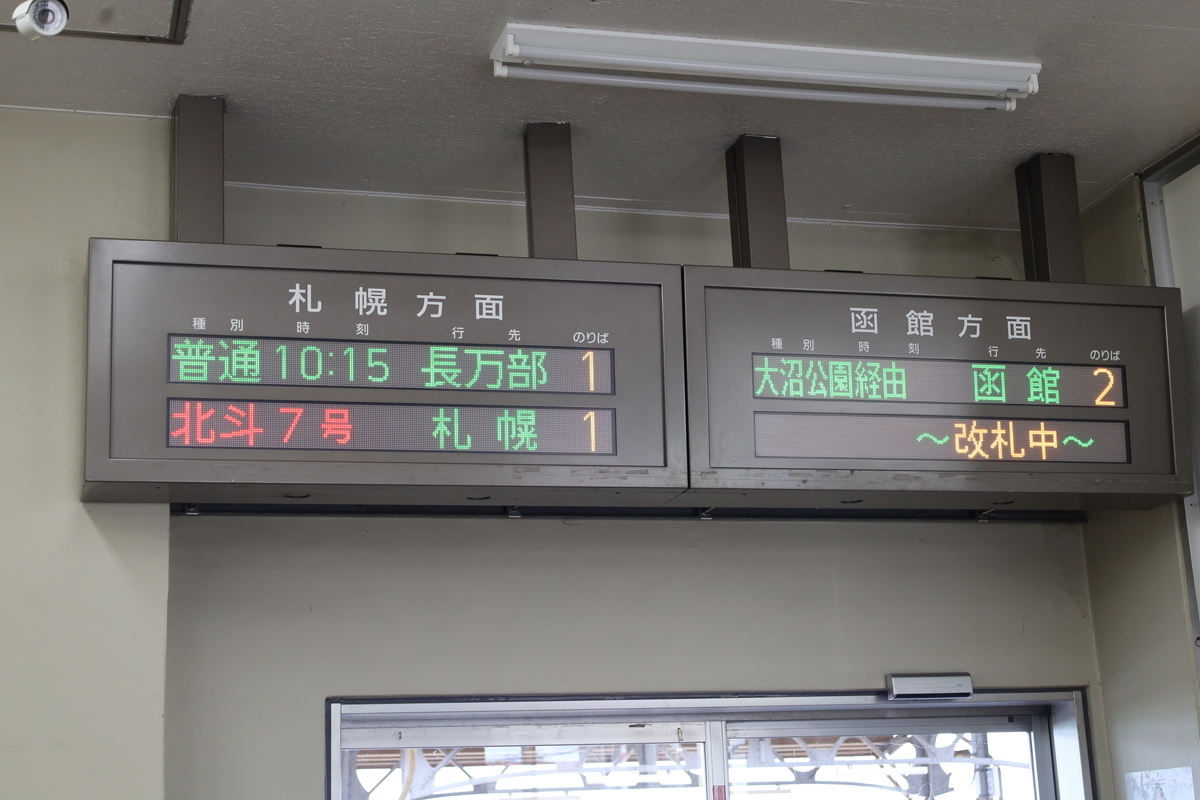 札幌方面
種別 時刻 行先 のりば
普通 10:15 長万部 1
北斗 7号 札幌 1
函館方面
種別 時刻 行先 のりば
大沼公園経由 函館 2
～改札中～